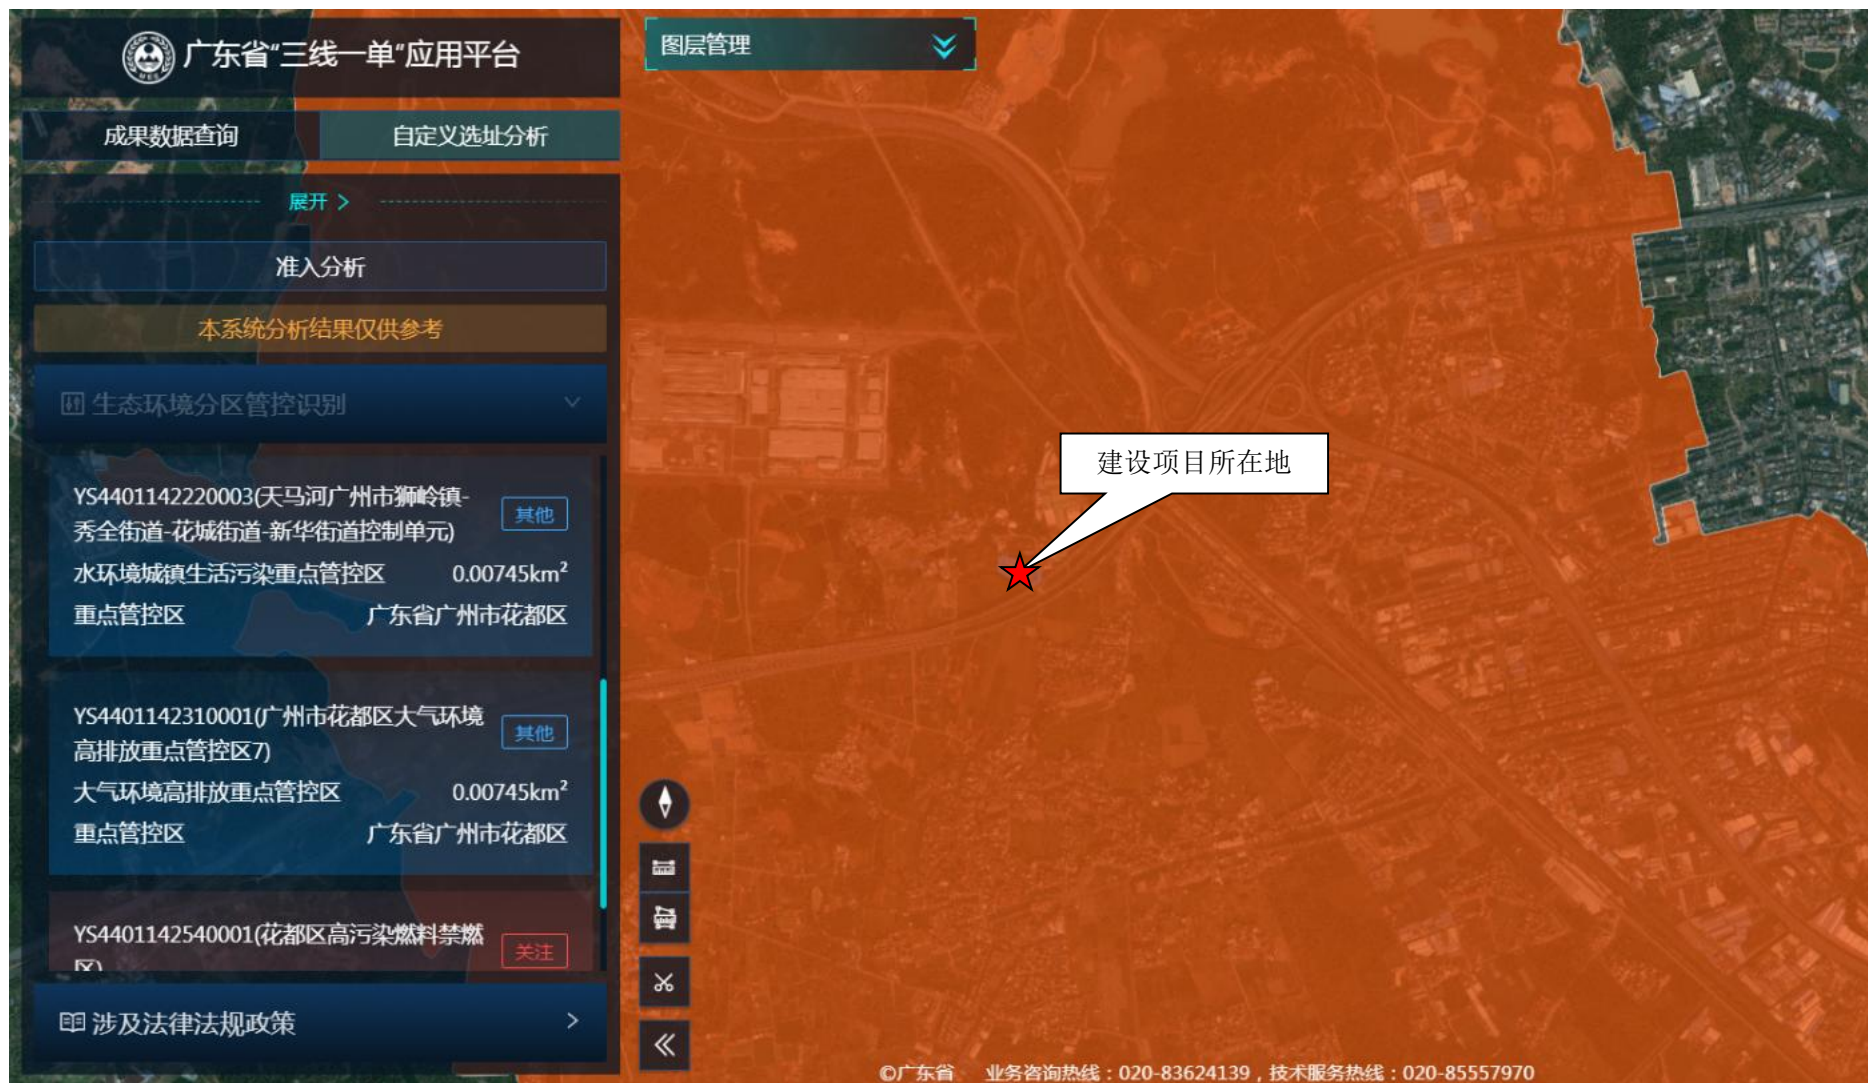 广东省“三线一单”应用平台
图层管理
成果数据查询
自定义选址分析
展开 >
准入分析
本系统分析结果仅供参考
生态环境分区管控识别
建设项目所在地
YS4401142220003(天马河广州市狮岭镇-
秀全街道-花城街道-新华街道控制单元)
其他
水环境城镇生活污染重点管控区 0.00745km²
重点管控区 广东省广州市花都区
YS4401142310001(广州市花都区大气环境
高排放重点管控区7)
其他
大气环境高排放重点管控区 0.00745km²
重点管控区 广东省广州市花都区
YS4401142540001(花都区高污染燃料禁燃
区)
关注
涉及法律法规政策
©广东省 业务咨询热线：020-83624139，技术服务热线：020-85557970